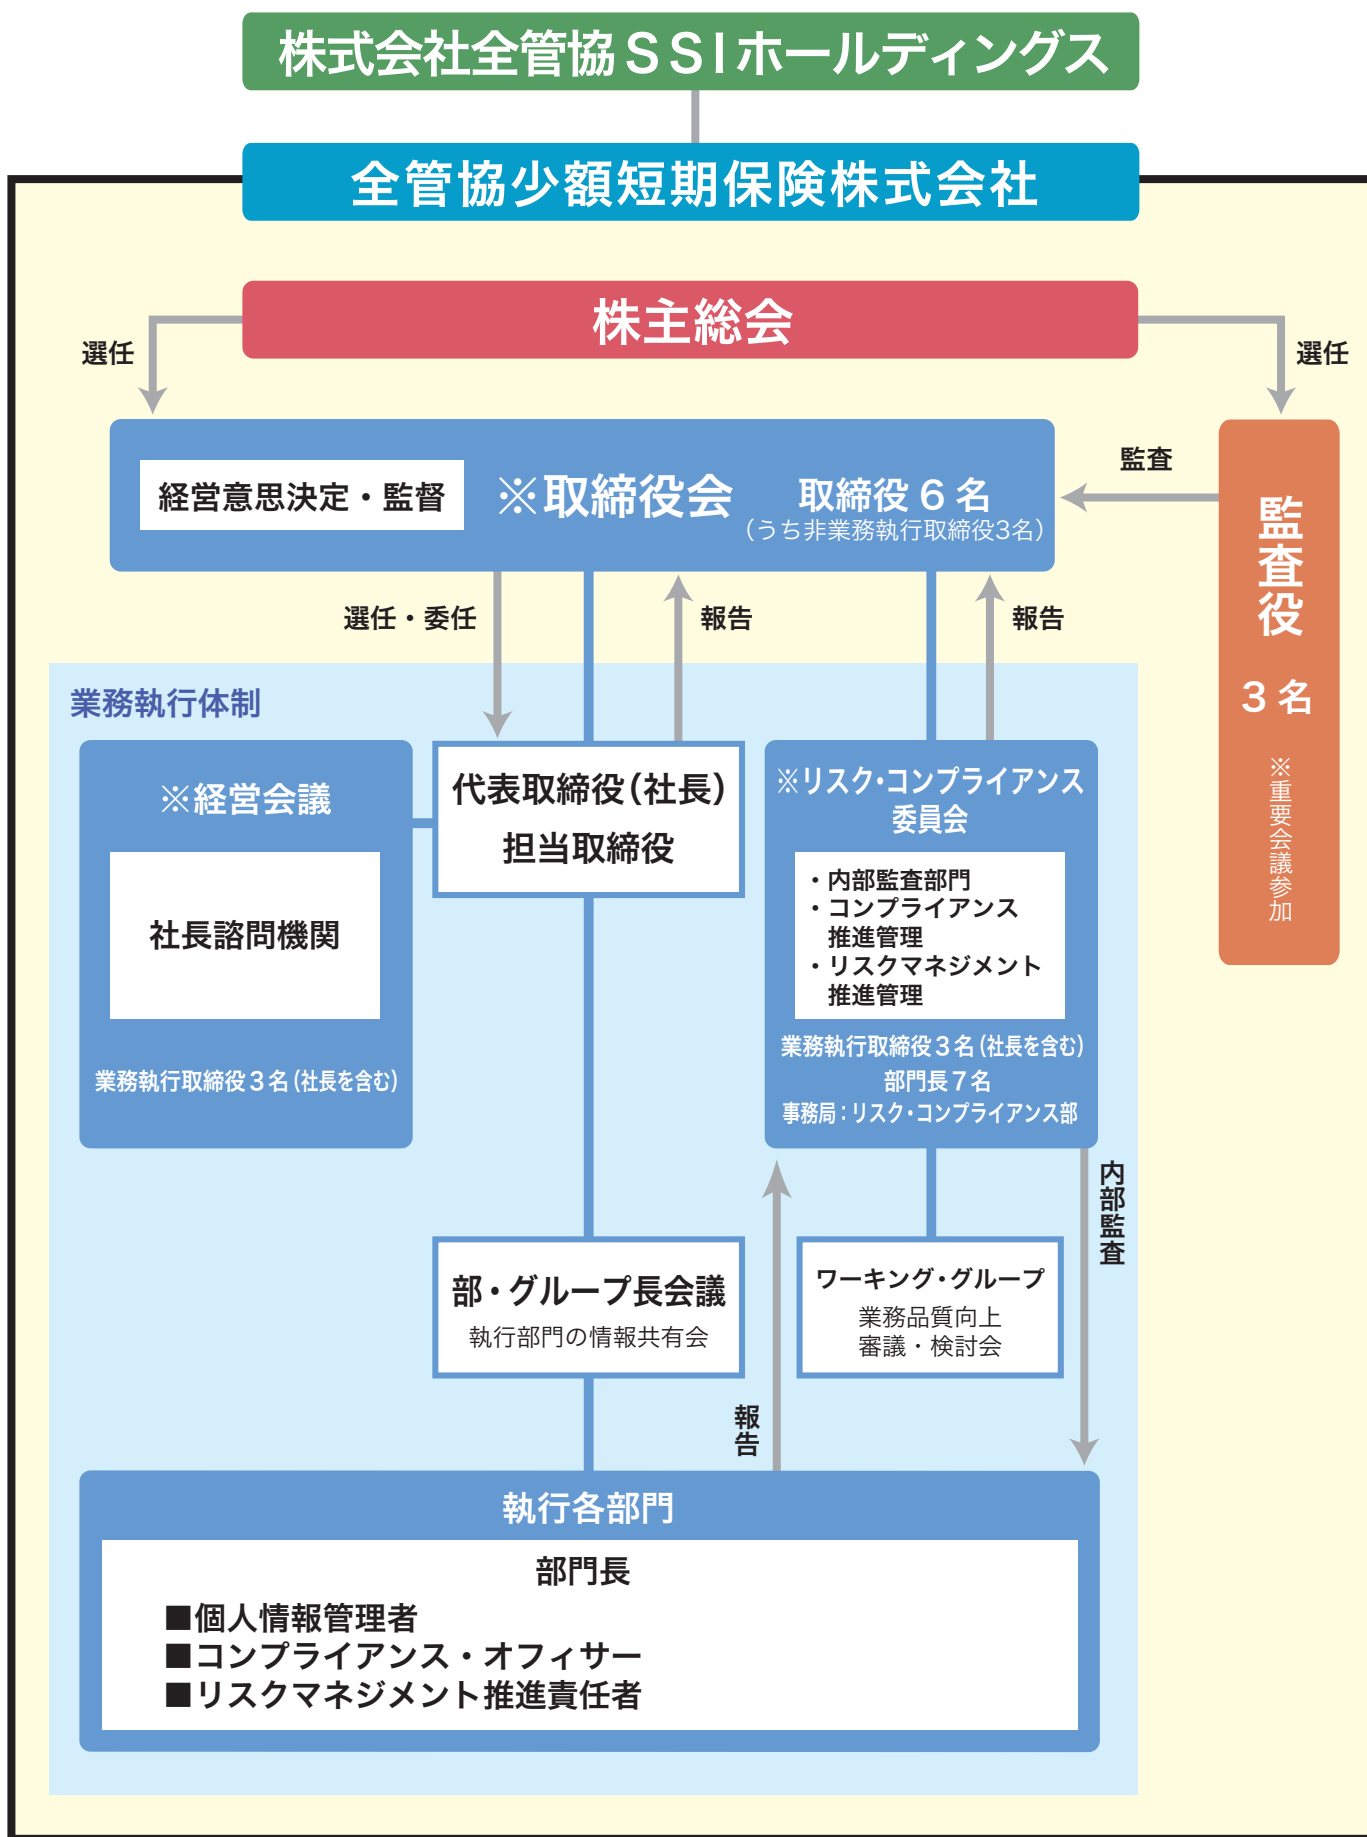 株式会社全管協ＳＳＩホールディングス
全管協少額短期保険株式会社
株主総会
選任
選任
経営意思決定・監督
※取締役会
取締役６名
（うち非業務執行取締役3名）
監査
監査役
３名
※重要会議参加
選任・委任
報告
報告
業務執行体制
※経営会議
社長諮問機関
業務執行取締役３名（社長を含む）
代表取締役（社長）
担当取締役
※リスク・コンプライアンス
委員会
・内部監査部門
・コンプライアンス
推進管理
・リスクマネジメント
推進管理
業務執行取締役３名（社長を含む）
部門長７名
事務局：リスク・コンプライアンス部
内部監査
部・グループ長会議
執行部門の情報共有会
ワーキング・グループ
業務品質向上
審議・検討会
報告
執行各部門
部門長
■個人情報管理者
■コンプライアンス・オフィサー
■リスクマネジメント推進責任者